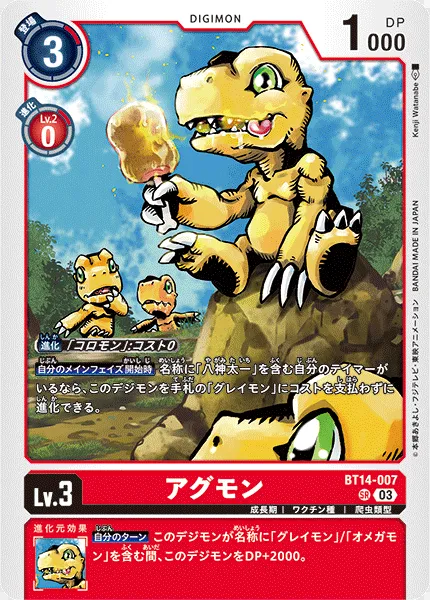 登場
3
DIGIMON
DP
1000
進化
Lv.2
0
Kenji Watanabe
BANDAI MADE IN JAPAN
©本郷あきよし・フジテレビ・東映アニメーション
進化 「コロモン」:コスト0
自分のメインフェイズ開始時 名称に「八神太一」を含む自分のテイマーが
いるなら、このデジモンを手札の「グレイモン」にコストを支払わずに
進化できる。
Lv.3
アグモン
BT14-007
SR 03
成長期 | ワクチン種 | 爬虫類型
進化元効果
自分のターン このデジモンが名称に「グレイモン」/「オメガモ
ン」を含む間、このデジモンをDP+2000。